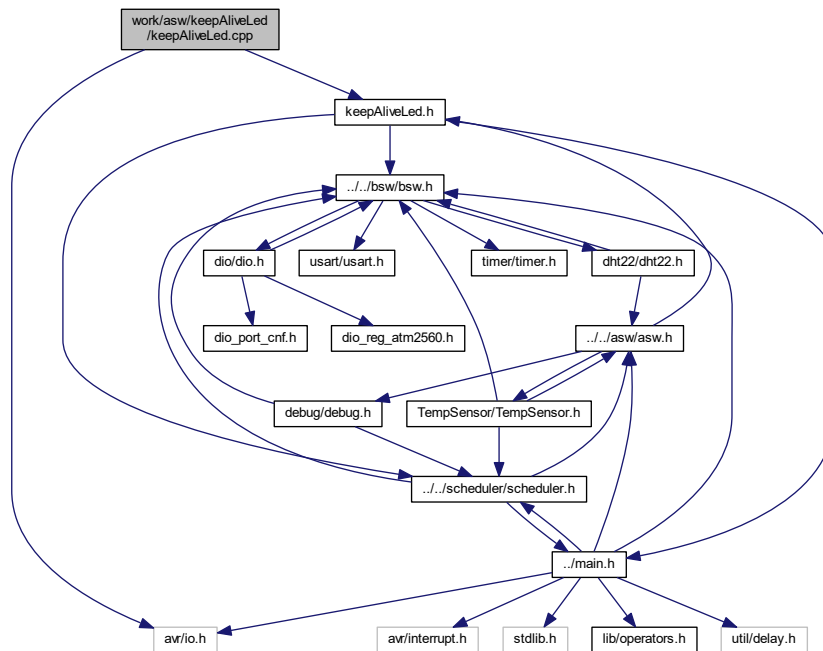 work/asw/keepAliveLed
/keepAliveLed.cpp
keepAliveLed.h
../../bsw/bsw.h
dio/dio.h
usart/usart.h
timer/timer.h
dht22/dht22.h
dio_port_cnf.h
dio_reg_atm2560.h
../../asw/asw.h
debug/debug.h
TempSensor/TempSensor.h
../../scheduler/scheduler.h
../main.h
avr/io.h
avr/interrupt.h
stdlib.h
lib/operators.h
util/delay.h